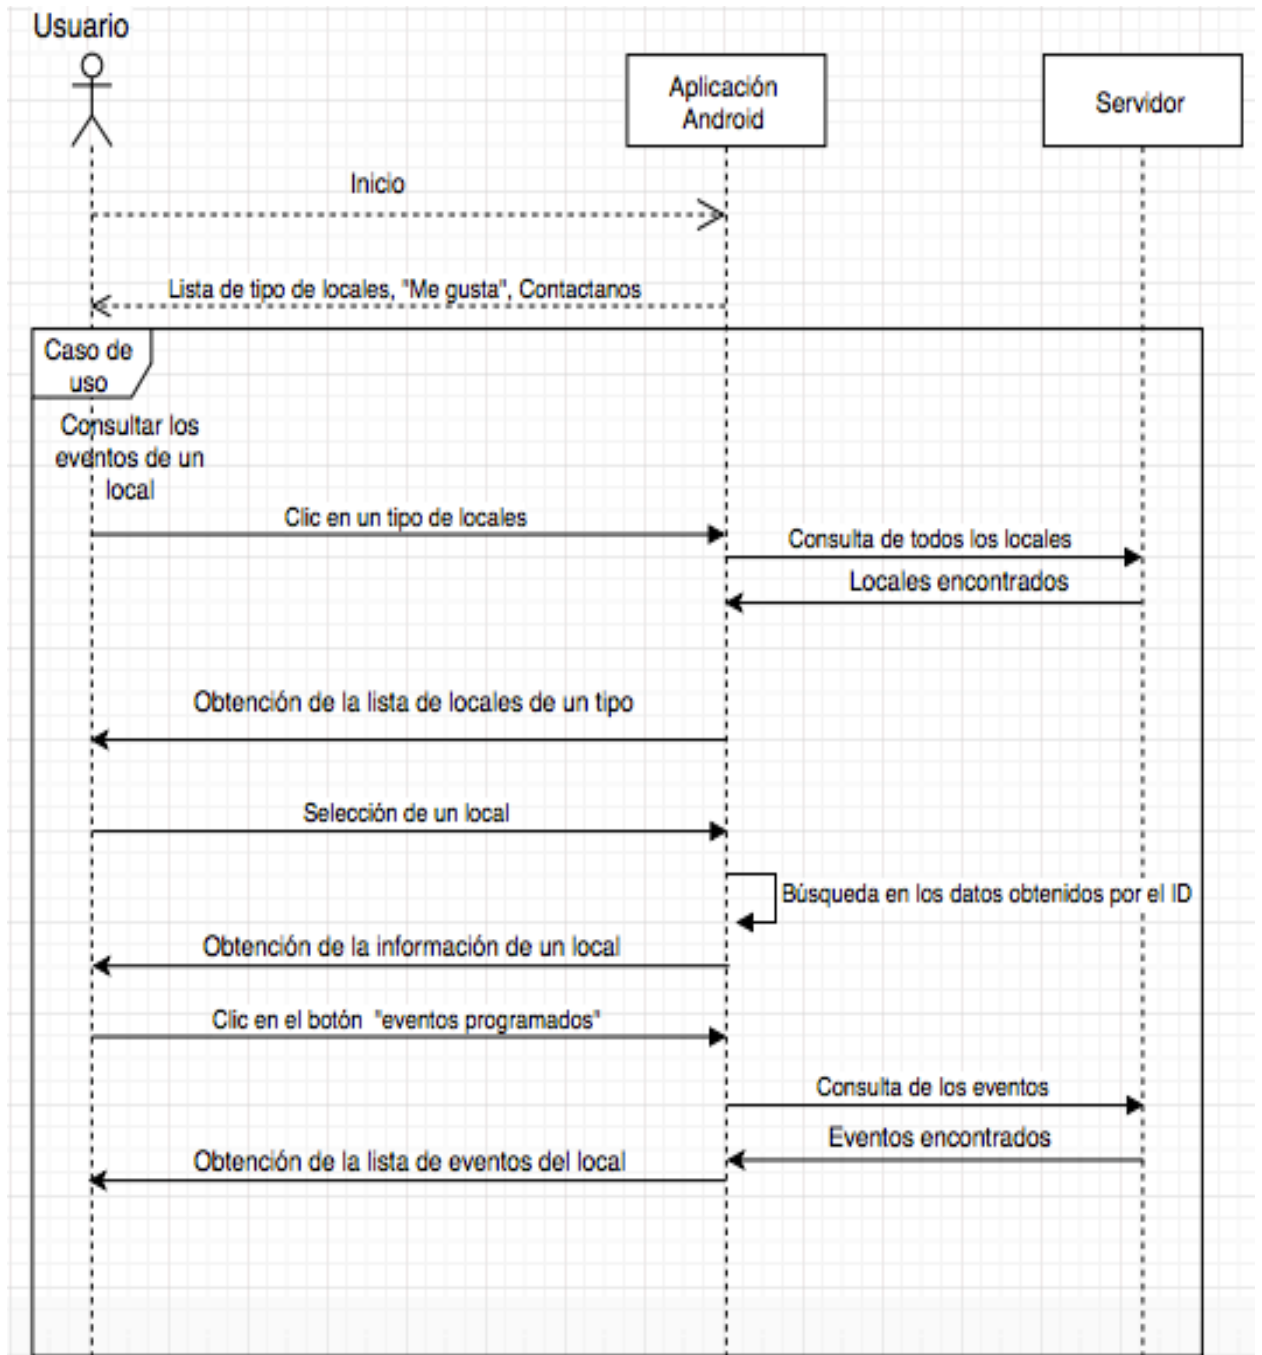 Usuario
Aplicación
Android
Servidor
Inicio
Lista de tipo de locales, "Me gusta", Contactanos
Caso de
uso
Consultar los
eventos de un
local
Clic en un tipo de locales
Consulta de todos los locales
Locales encontrados
Obtención de la lista de locales de un tipo
Selección de un local
Búsqueda en los datos obtenidos por el ID
Obtención de la información de un local
Clic en el botón "eventos programados"
Consulta de los eventos
Eventos encontrados
Obtención de la lista de eventos del local